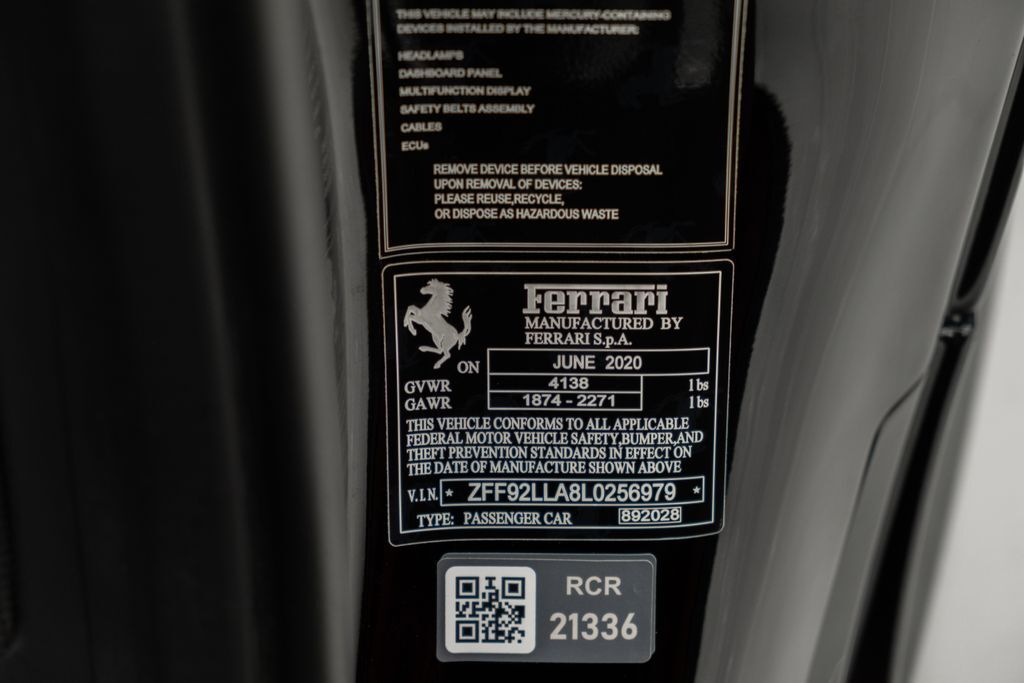 THIS VEHICLE MAY INCLUDE MERCURY-CONTAINING
DEVICES INSTALLED BY THE MANUFACTURER:
HEADLAMPS
DASHBOARD PANEL
MULTIFUNCTION DISPLAY
SAFETY BELTS ASSEMBLY
CABLES
ECUs
REMOVE DEVICE BEFORE VEHICLE DISPOSAL
UPON REMOVAL OF DEVICES:
PLEASE REUSE,RECYCLE,
OR DISPOSE AS HAZARDOUS WASTE
Ferrari
MANUFACTURED BY
FERRARI S.p.A.
ON JUNE 2020
GVWR 4138 lbs
GAWR 1874 - 2271 lbs
THIS VEHICLE CONFORMS TO ALL APPLICABLE
FEDERAL MOTOR VEHICLE SAFETY,BUMPER,AND
THEFT PREVENTION STANDARDS IN EFFECT ON
THE DATE OF MANUFACTURE SHOWN ABOVE
V.I.N. * ZFF92LLA8L0256979 *
TYPE: PASSENGER CAR 892028
RCR
21336